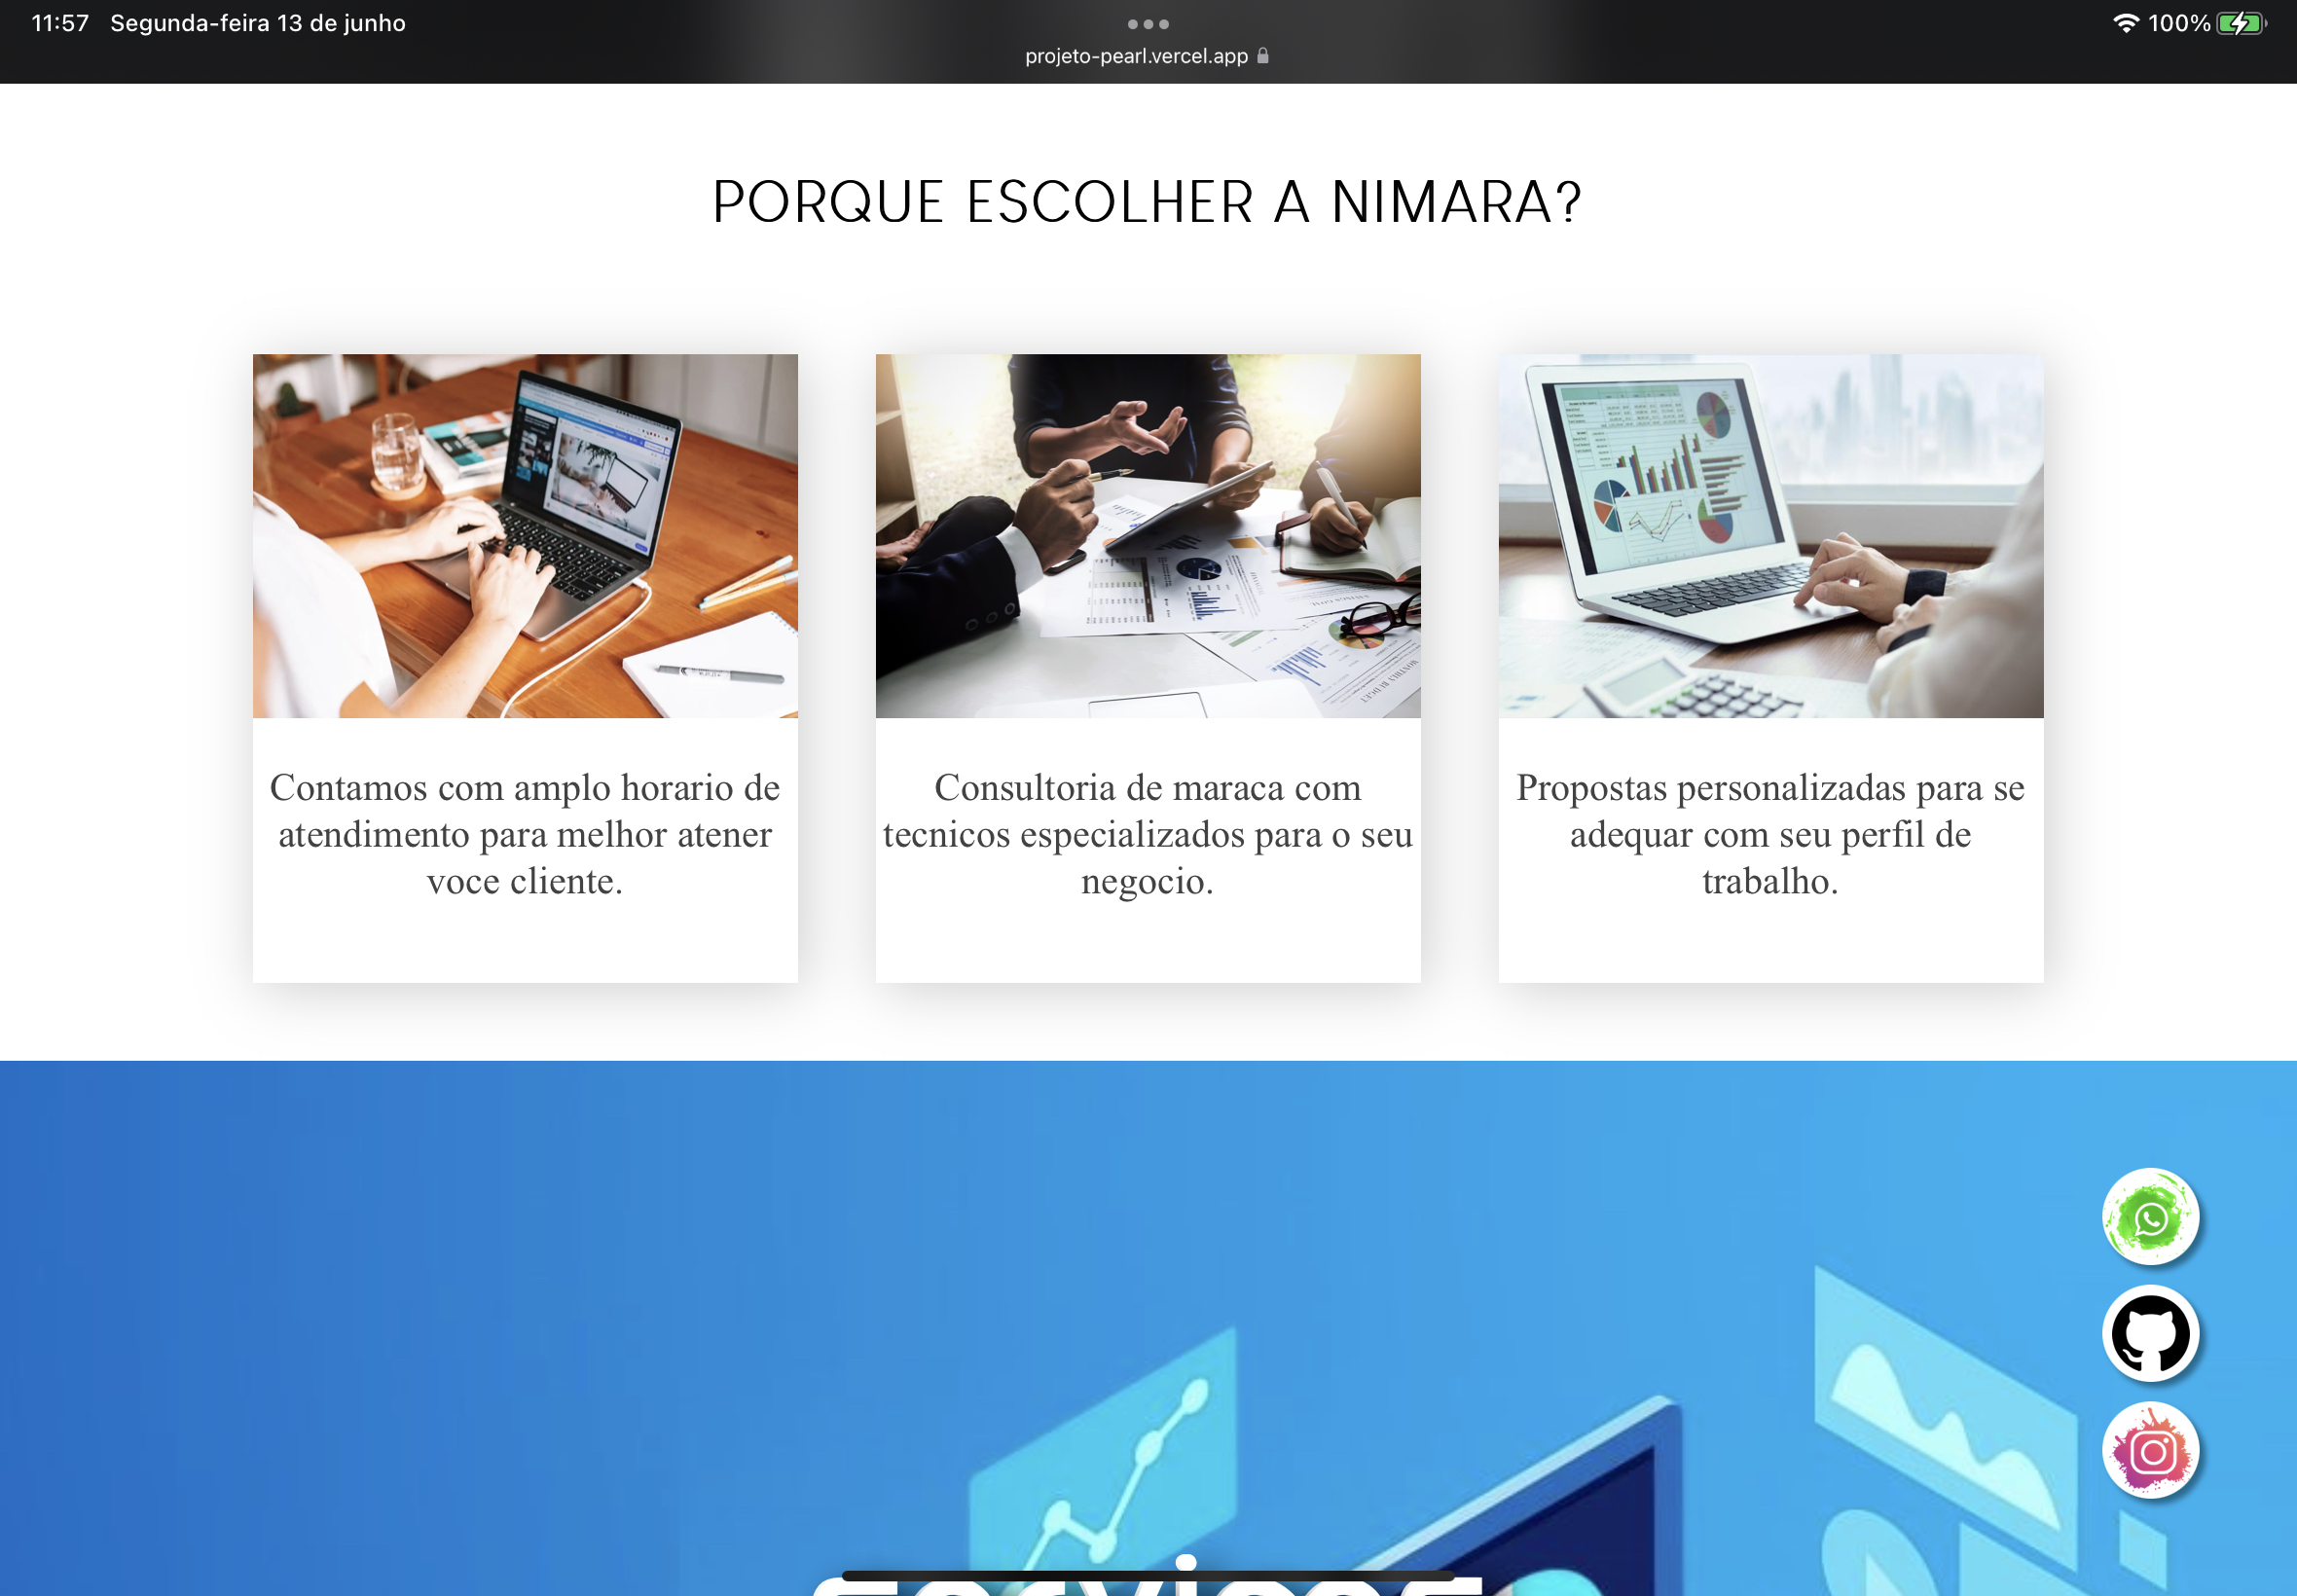 11:57 Segunda-feira 13 de junho
100%
projeto-pearl.vercel.app
PORQUE ESCOLHER A NIMARA?
Contamos com amplo horario de
atendimento para melhor atener
voce cliente.
Consultoria de maraca com
tecnicos especializados para o seu
negocio.
Propostas personalizadas para se
adequar com seu perfil de
trabalho.